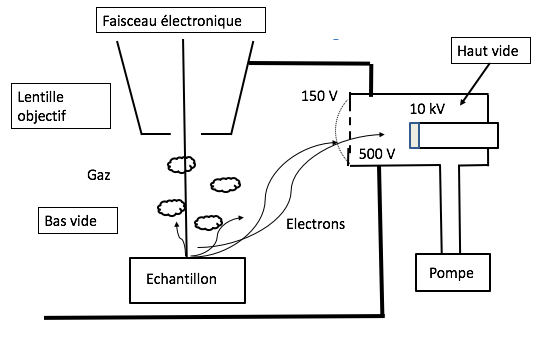 Faisceau électronique
Haut vide
Lentille
objectif
150 V
10 kV
500 V
Gaz
Bas vide
Electrons
Echantillon
Pompe